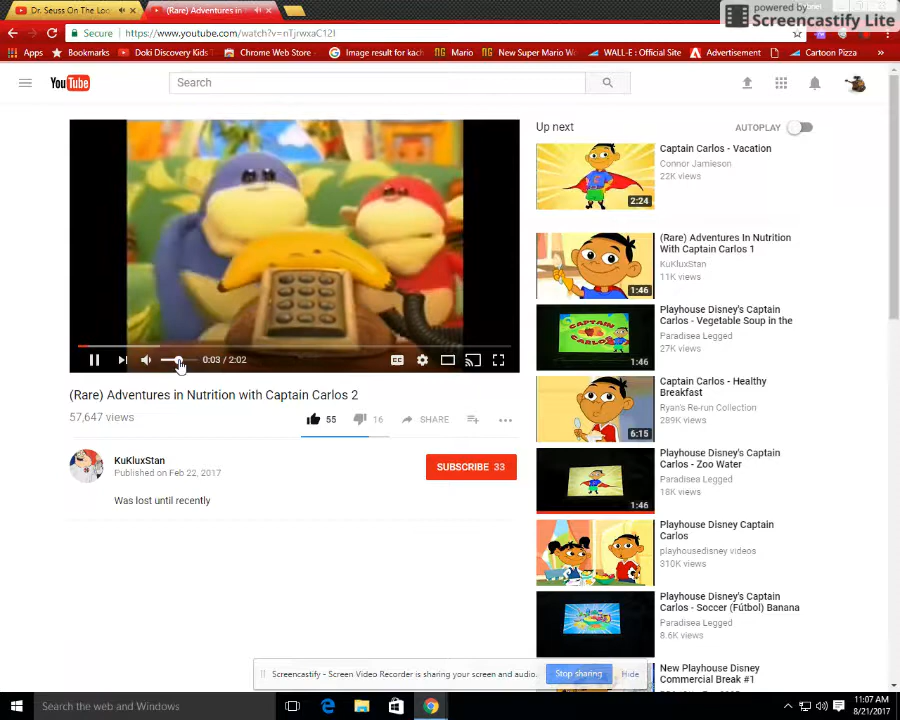 Dr. Seuss On The Loo
(Rare) Adventures in
powered by
Screencastify Lite
Secure
https://www.youtube.com/watch?v=nTjrwxaC12I
Apps
Bookmarks
Doki Discovery Kids
Chrome Web Store
Image result for kach
Mario
New Super Mario W
WALL-E : Official Site
Advertisement
Cartoon Pizza
YouTube
Search
Up next
AUTOPLAY
Captain Carlos - Vacation
Connor Jamieson
22K views
2:24
(Rare) Adventures In Nutrition
With Captain Carlos 1
KuKluxStan
11K views
1:46
Playhouse Disney's Captain
Carlos - Vegetable Soup in the
Paradisea Legged
27K views
CAPTAIN
CARLOS
1:46
0:03 / 2:02
CC
(Rare) Adventures in Nutrition with Captain Carlos 2
57,647 views
55
16
SHARE
Captain Carlos - Healthy
Breakfast
Ryan's Re-run Collection
289K views
6:15
KuKluxStan
Published on Feb 22, 2017
SUBSCRIBE 33
Was lost until recently
Playhouse Disney's Captain
Carlos - Zoo Water
Paradisea Legged
18K views
1:46
Playhouse Disney Captain
Carlos
playhousedisney videos
310K views
Playhouse Disney's Captain
Carlos - Soccer (Fútbol) Banana
Paradisea Legged
8.6K views
New Playhouse Disney
Commercial Break #1
Screencastify - Screen Video Recorder is sharing your screen and audio.
Stop sharing
Hide
Search the web and Windows
11:07 AM
8/21/2017